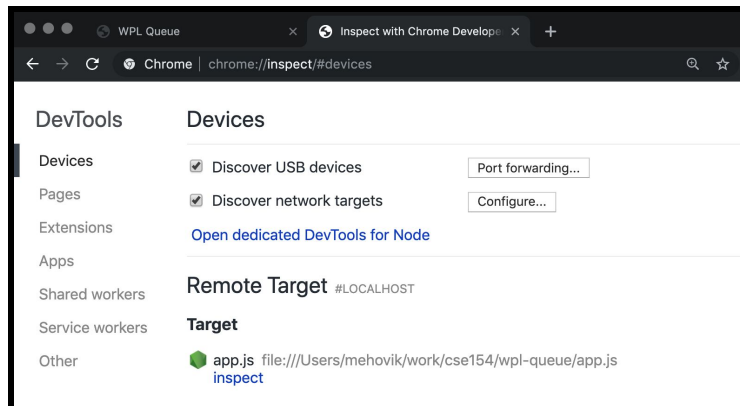 WPL Queue
Inspect with Chrome Develope
Chrome | chrome://inspect/#devices
DevTools
Devices
Pages
Extensions
Apps
Shared workers
Service workers
Other
Devices
Discover USB devices Port forwarding...
Discover network targets Configure...
Open dedicated DevTools for Node
Remote Target #LOCALHOST
Target
app.js file:///Users/mehovik/work/cse154/wpl-queue/app.js
inspect